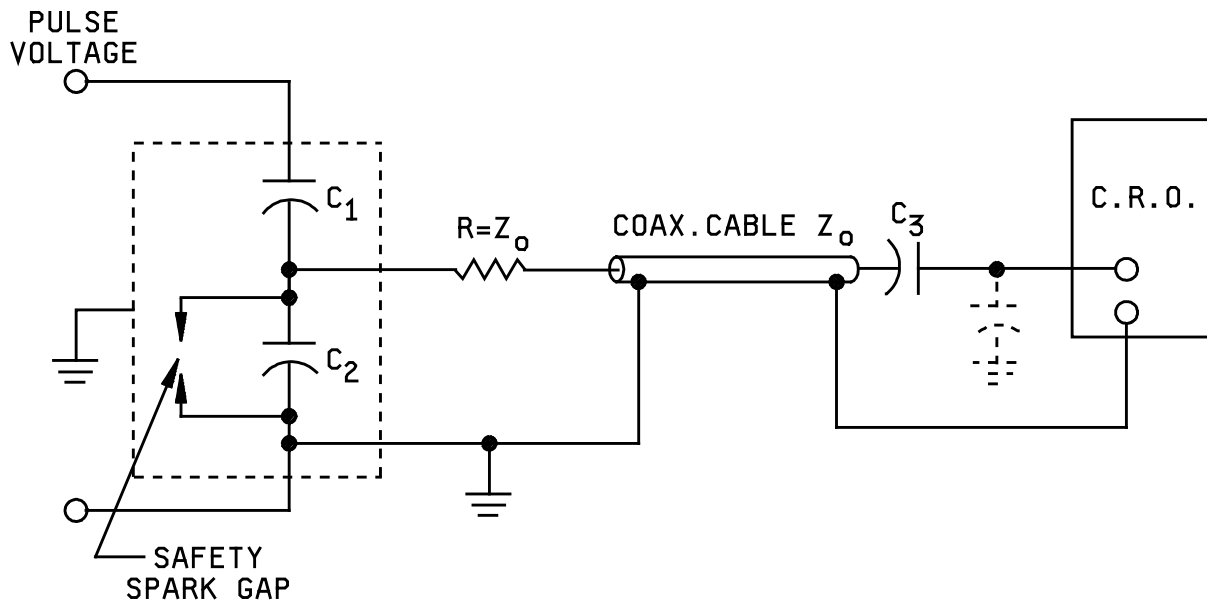 PULSE
VOLTAGE
C1
R=Zo
COAX.CABLE Zo
C3
C.R.O.
C2
SAFETY
SPARK GAP